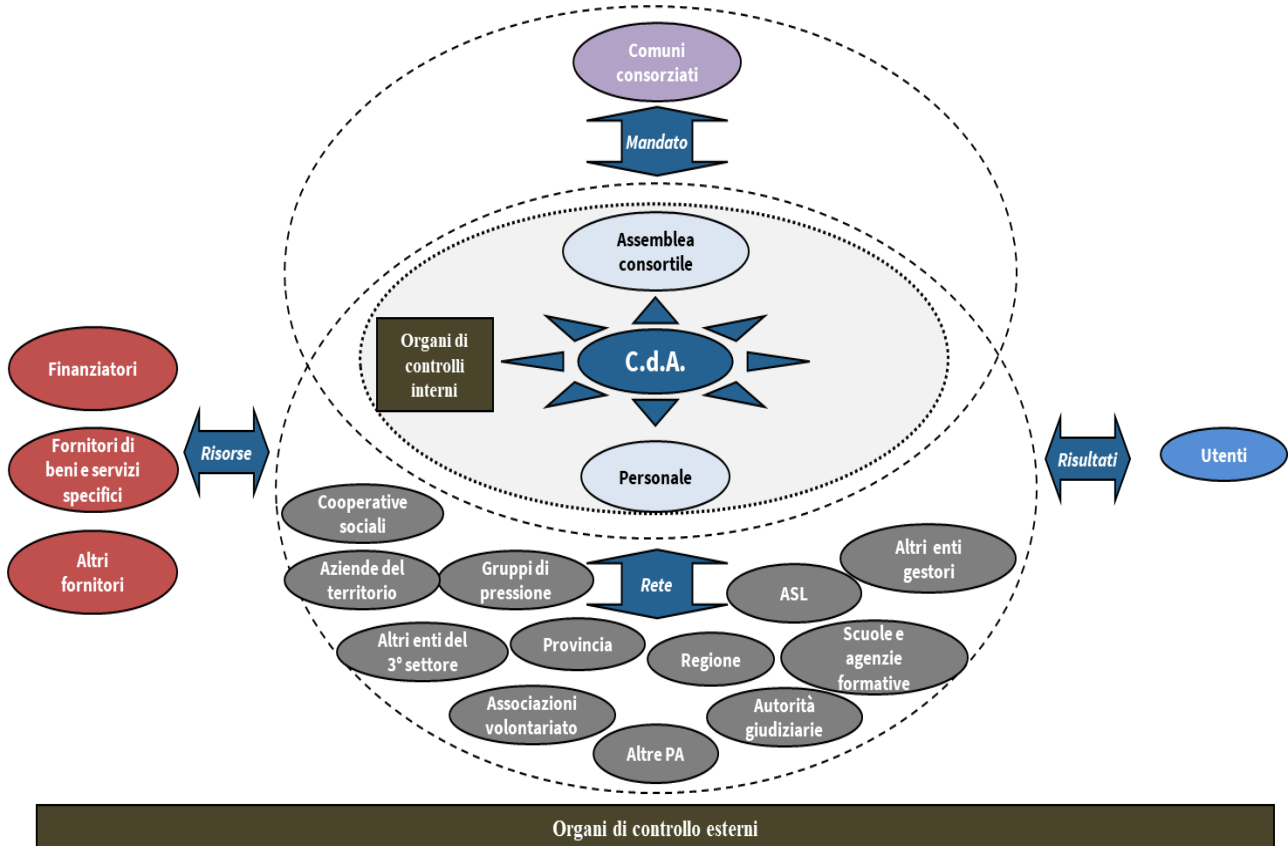 Comuni
consorziati
Mandato
Assemblea
consortile
Organi di
controlli
interni
C.d.A.
Personale
Finanziatori
Fornitori di
beni e servizi
specifici
Altri
fornitori
Risorse
Risultati
Utenti
Cooperative
sociali
Aziende del
territorio
Gruppi di
pressione
Rete
ASL
Altri enti
gestori
Altri enti del
3° settore
Provincia
Regione
Scuole e
agenzie
formative
Associazioni
volontariato
Altre PA
Autorità
giudiziarie
Organi di controllo esterni